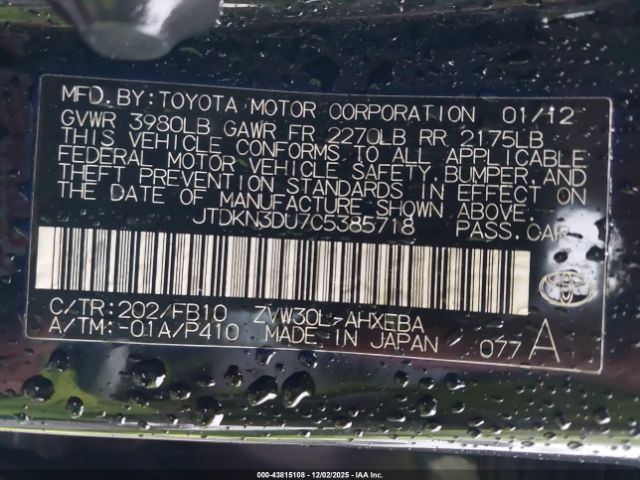 MFD. BY: TOYOTA MOTOR CORPORATION 01/12
GVWR 3980LB GAWR FR 2270LB RR 2175LB
THIS VEHICLE CONFORMS TO ALL APPLICABLE
FEDERAL MOTOR VEHICLE SAFETY, BUMPER, AND
THEFT PREVENTION STANDARDS IN EFFECT ON
THE DATE OF MANUFACTURE SHOWN ABOVE.
JTDKN3DU7C5385718 PASS. CAR
C/TR: 202/FB10 ZVW30L-AHXEBA
A/TM: -01A/P410 MADE IN JAPAN 077 A
000-43815108 - 12/02/2025 - IAA Inc.